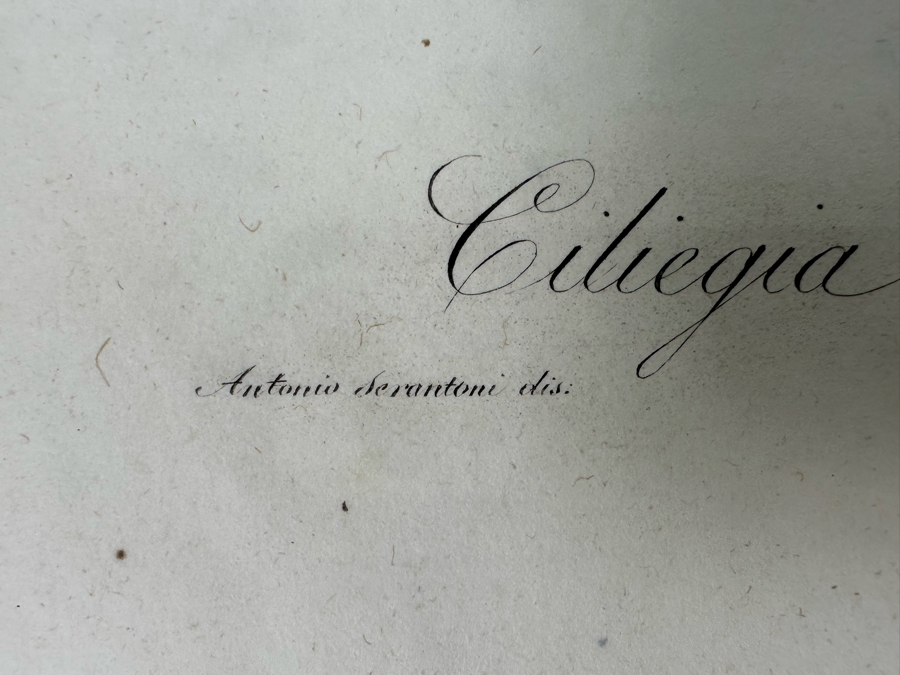 Ciliegia
Antonio Serantoni dis: